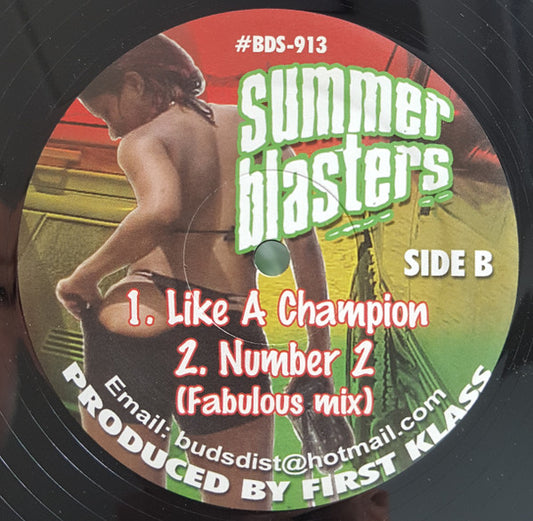 #BDS-913
summer
blasters
SIDE B
1. Like A Champion
2. Number 2
(Fabulous mix)
Email: budsdist@hotmail.com
PRODUCED BY FIRST KLASS